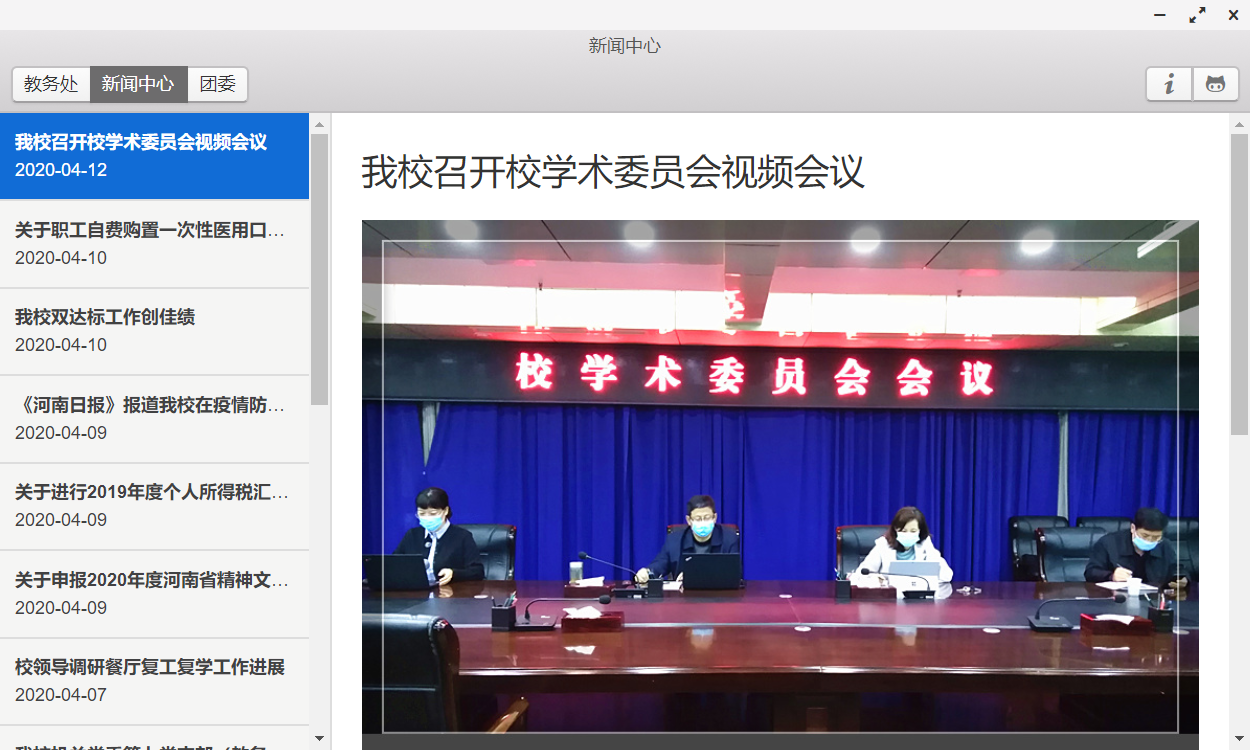 新闻中心
教务处 新闻中心 团委
我校召开校学术委员会视频会议
2020-04-12
关于职工自费购置一次性医用口…
2020-04-10
我校双达标工作创佳绩
2020-04-10
《河南日报》报道我校在疫情防…
2020-04-09
关于进行2019年度个人所得税汇…
2020-04-09
关于申报2020年度河南省精神文…
2020-04-09
校领导调研餐厅复工复学工作进展
2020-04-07
我校召开校学术委员会视频会议
校学术委员会会议